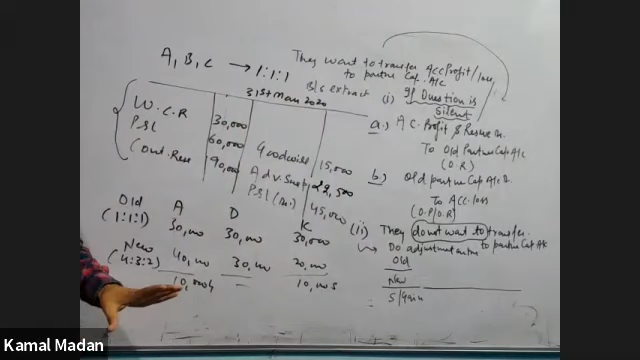 A, B, C → 1:1:1
They want to transfer Acc Profit/loss,
to partner Cap. A/c
B/S extract
31st Mar 2020
W.C.R 30,000
P&L 60,000
Cont. Res 90,000
Goodwill 15,000
Adv. Susp 22,500
P&L (Dr.) 45,000
Old A D K
(1:1:1) 30,000 30,000 30,000
New
(4:3:2) 40,000 30,000 20,000
10,000 G — 10,000 S
(i) If Question is
Silent
a.) AC. Profit & Reserve Dr.
To Old Partner Cap A/c
(O.R)
b.) Old partner Cap A/c Dr.
To Acc. loss
(O.P/O.R)
(ii) They do not want to transfer
to partner Cap A/c
↳ Do adjustment entries
Old
New
S/Gain
Kamal Madan